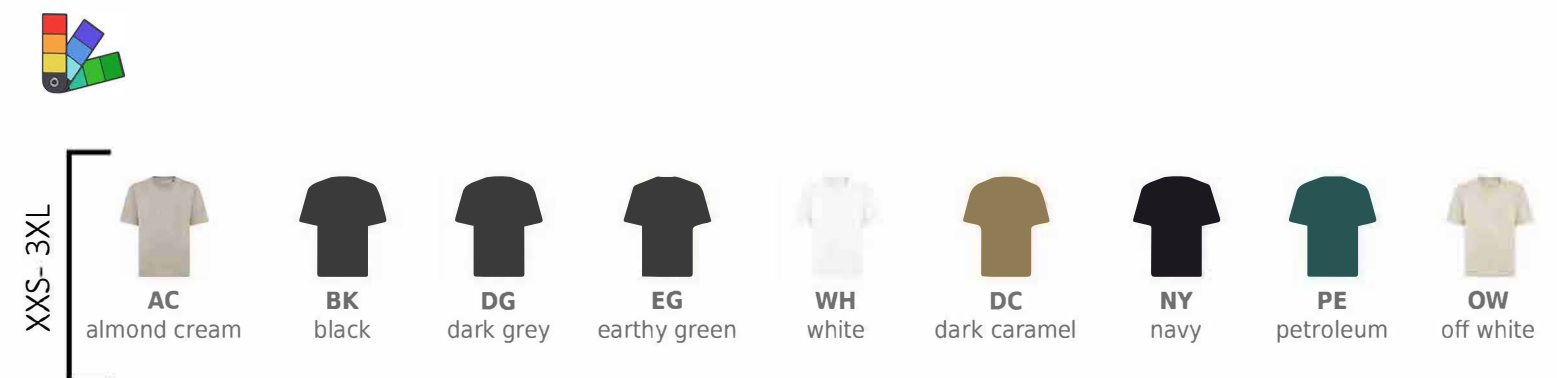 XXS- 3XL
AC
almond cream
BK
black
DG
dark grey
EG
earthy green
WH
white
DC
dark caramel
NY
navy
PE
petroleum
OW
off white